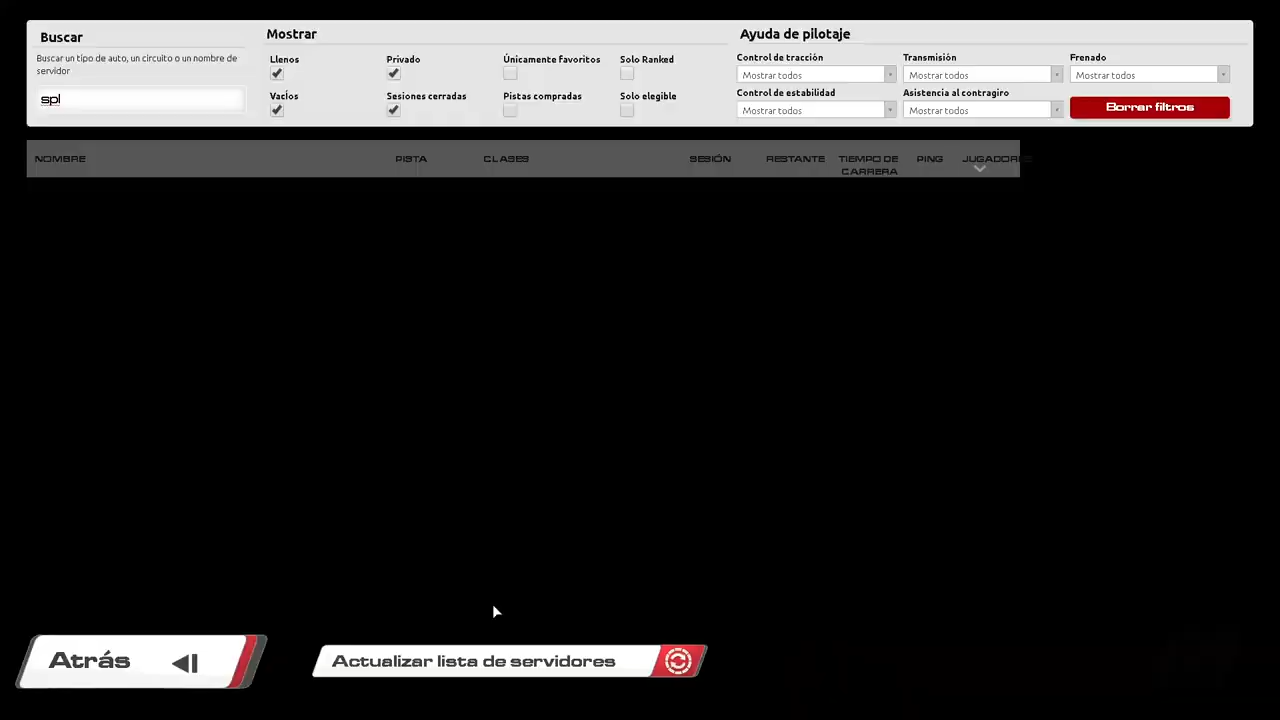 Buscar
Buscar un tipo de auto, un circuito o un nombre de
servidor
spl
Mostrar
Llenos
Privado
Únicamente favoritos
Solo Ranked
Vacíos
Sesiones cerradas
Pistas compradas
Solo elegible
Ayuda de pilotaje
Control de tracción
Transmisión
Frenado
Mostrar todos
Mostrar todos
Mostrar todos
Control de estabilidad
Asistencia al contragiro
Mostrar todos
Mostrar todos
Borrar filtros
NOMBRE
PISTA
CLASES
SESIÓN
RESTANTE
TIEMPO DE
CARRERA
PING
JUGADORES
Atrás
Actualizar lista de servidores